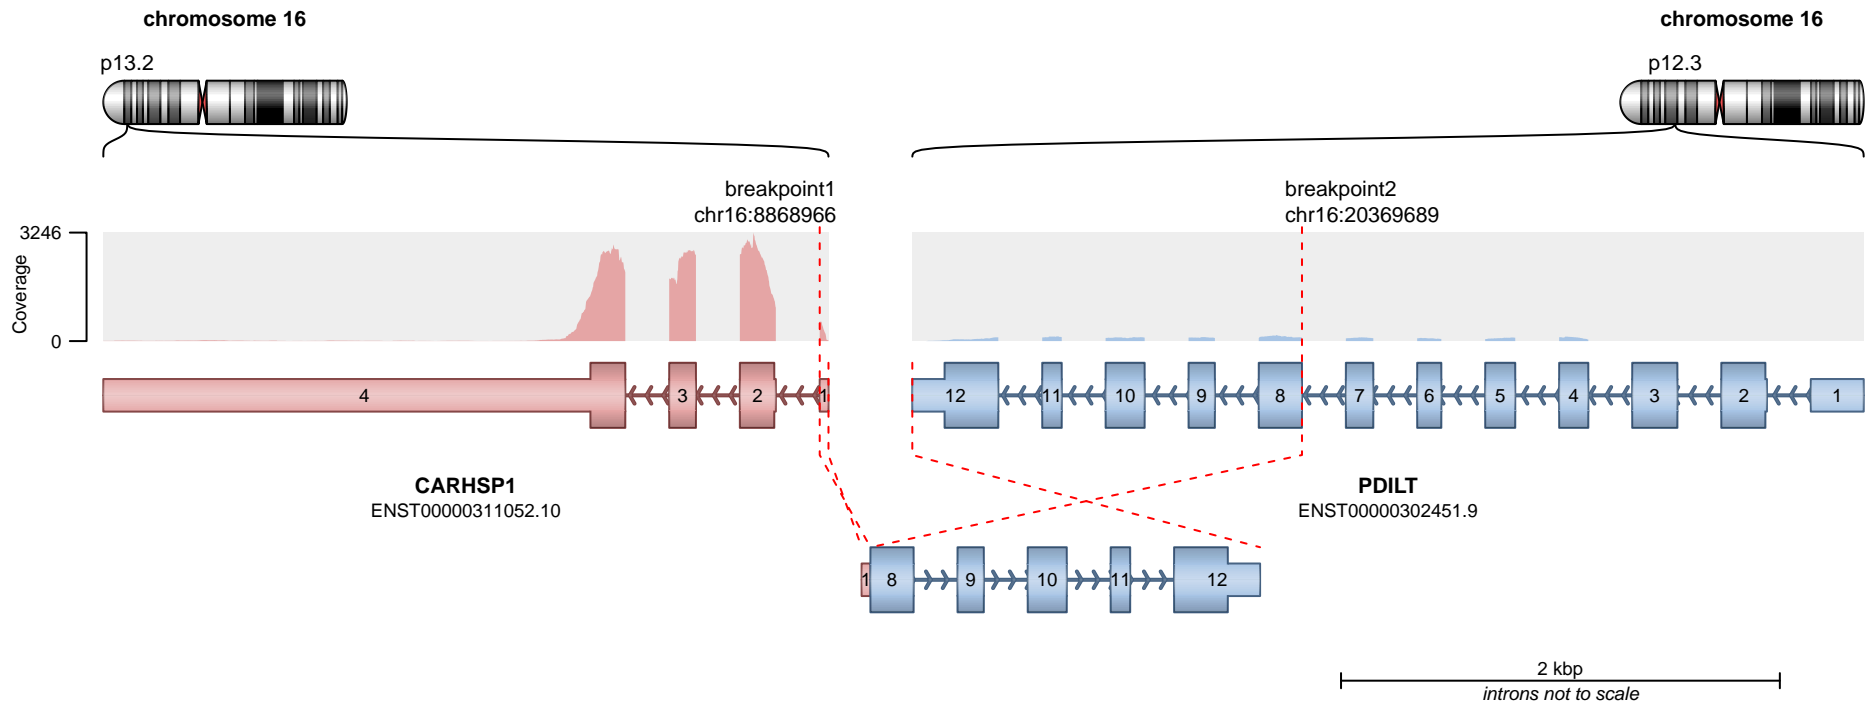 chromosome 16
chromosome 16
p13.2
p12.3
breakpoint1
chr16:8868966
breakpoint2
chr16:20369689
3246
0
Coverage
4
3
2
1
12
11
10
9
8
7
6
5
4
3
2
1
CARHSP1
ENST00000311052.10
PDILT
ENST00000302451.9
1
8
9
10
11
12
2 kbp
introns not to scale